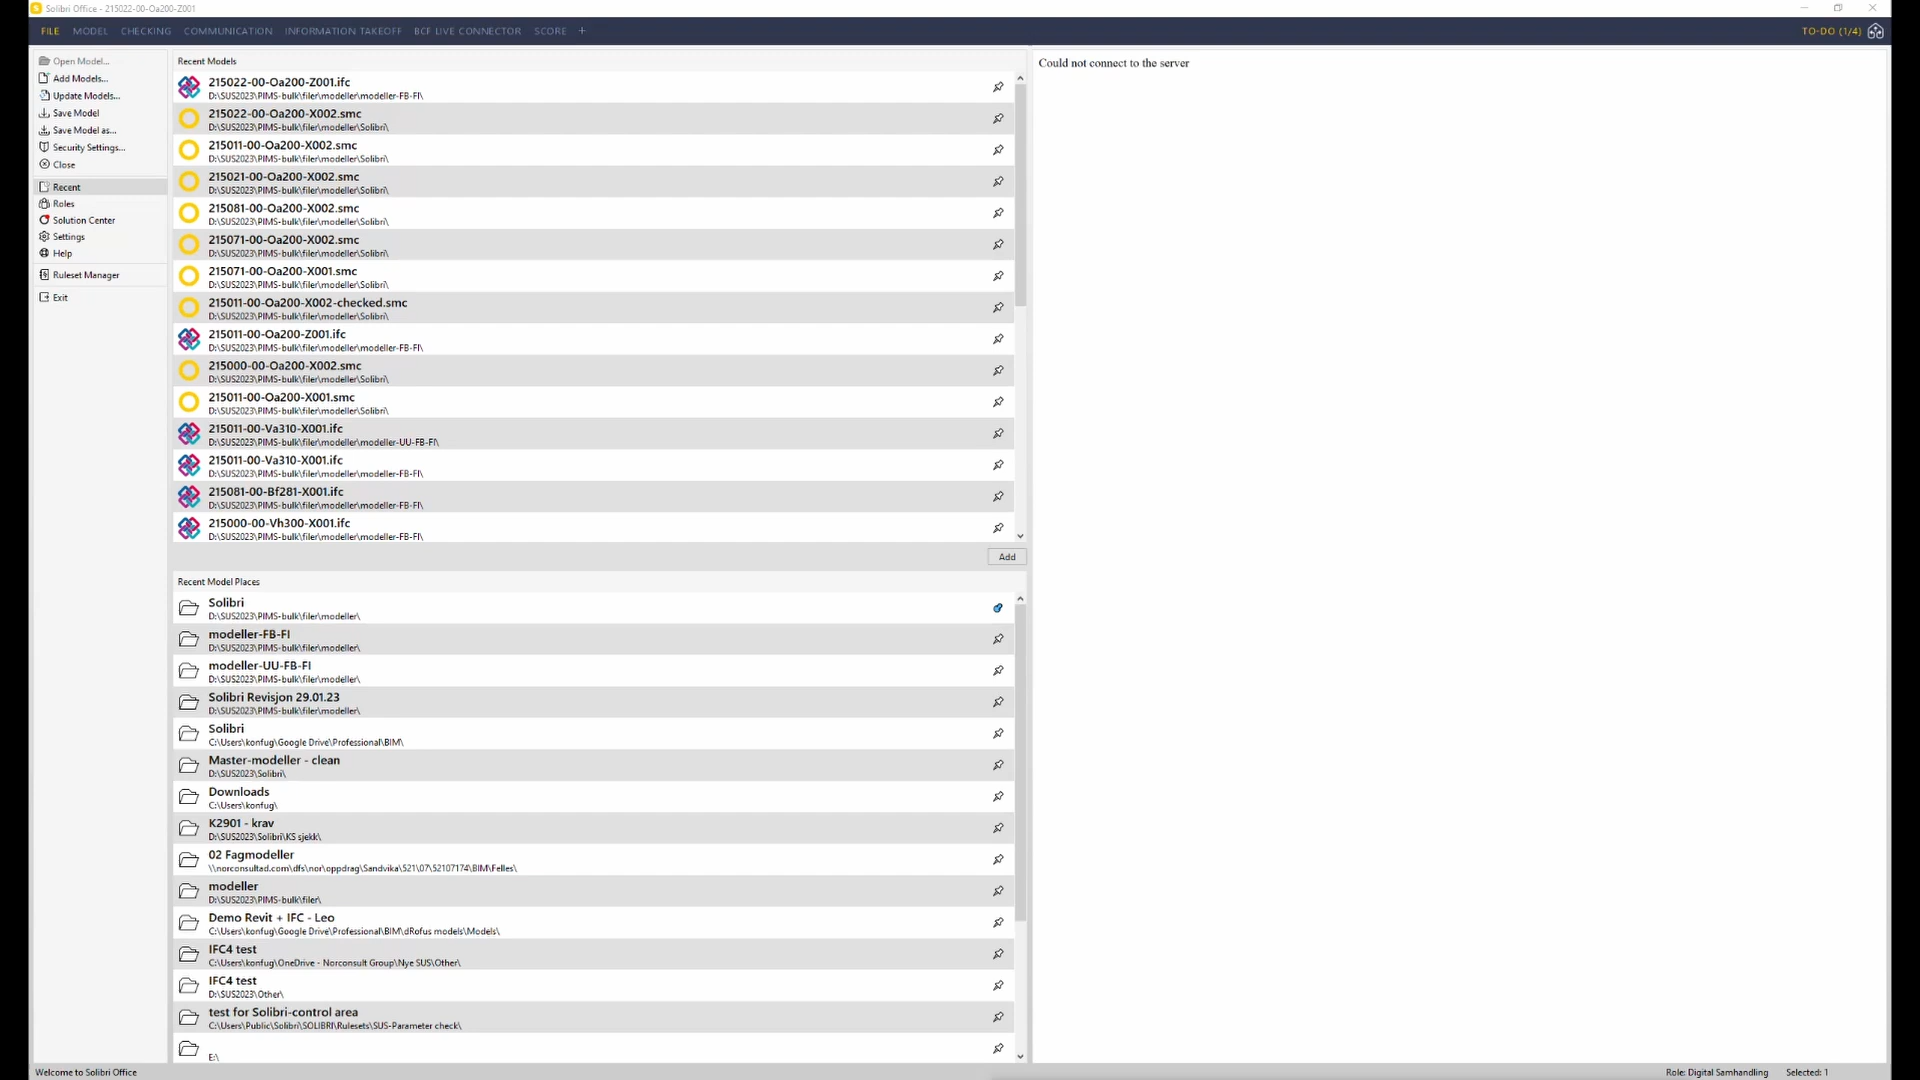 Solibri Office - 215022-00-Oa200-Z001
FILE MODEL CHECKING COMMUNICATION INFORMATION TAKEOFF BCF LIVE CONNECTOR SCORE + TO-DO (1/4)
Open Model...
Add Models...
Update Models...
Save Model
Save Model as...
Security Settings...
Close
Recent
Roles
Solution Center
Settings
Help
Ruleset Manager
Exit
Recent Models
215022-00-Oa200-Z001.ifc
D:\SUS2023\PIMS-bulk\filer\modeller\modeller-FB-FI\
215022-00-Oa200-X002.smc
D:\SUS2023\PIMS-bulk\filer\modeller\Solibri\
215011-00-Oa200-X002.smc
D:\SUS2023\PIMS-bulk\filer\modeller\Solibri\
215021-00-Oa200-X002.smc
D:\SUS2023\PIMS-bulk\filer\modeller\Solibri\
215081-00-Oa200-X002.smc
D:\SUS2023\PIMS-bulk\filer\modeller\Solibri\
215071-00-Oa200-X002.smc
D:\SUS2023\PIMS-bulk\filer\modeller\Solibri\
215071-00-Oa200-X001.smc
D:\SUS2023\PIMS-bulk\filer\modeller\Solibri\
215011-00-Oa200-X002-checked.smc
D:\SUS2023\PIMS-bulk\filer\modeller\Solibri\
215011-00-Oa200-Z001.ifc
D:\SUS2023\PIMS-bulk\filer\modeller\modeller-FB-FI\
215000-00-Oa200-X002.smc
D:\SUS2023\PIMS-bulk\filer\modeller\Solibri\
215011-00-Oa200-X001.smc
D:\SUS2023\PIMS-bulk\filer\modeller\Solibri\
215011-00-Va310-X001.ifc
D:\SUS2023\PIMS-bulk\filer\modeller\modeller-UU-FB-FI\
215011-00-Va310-X001.ifc
D:\SUS2023\PIMS-bulk\filer\modeller\modeller-FB-FI\
215081-00-Bf281-X001.ifc
D:\SUS2023\PIMS-bulk\filer\modeller\modeller-FB-FI\
215000-00-Vh300-X001.ifc
D:\SUS2023\PIMS-bulk\filer\modeller\modeller-FB-FI\
Add
Recent Model Places
Solibri
D:\SUS2023\PIMS-bulk\filer\modeller\
modeller-FB-FI
D:\SUS2023\PIMS-bulk\filer\modeller\
modeller-UU-FB-FI
D:\SUS2023\PIMS-bulk\filer\modeller\
Solibri Revisjon 29.01.23
D:\SUS2023\PIMS-bulk\filer\modeller\
Solibri
C:\Users\konfug\Google Drive\Professional\BIM\
Master-modeller - clean
D:\SUS2023\Solibri\
Downloads
C:\Users\konfug\
K2901 - krav
D:\SUS2023\Solibri\KS sjekk\
02 Fagmodeller
\\norconsultad.com\dfs\nor\oppdrag\Sandvika\521\07\52107174\BIM\Felles\
modeller
D:\SUS2023\PIMS-bulk\filer\
Demo Revit + IFC - Leo
C:\Users\konfug\Google Drive\Professional\BIM\dRofus models\Models\
IFC4 test
C:\Users\konfug\OneDrive - Norconsult Group\Nye SUS\Other\
IFC4 test
D:\SUS2023\Other\
test for Solibri-control area
C:\Users\Public\Solibri\SOLIBRI\Rulesets\SUS-Parameter check\
E:\
Could not connect to the server
Welcome to Solibri Office
Role: Digital Samhandling Selected: 1